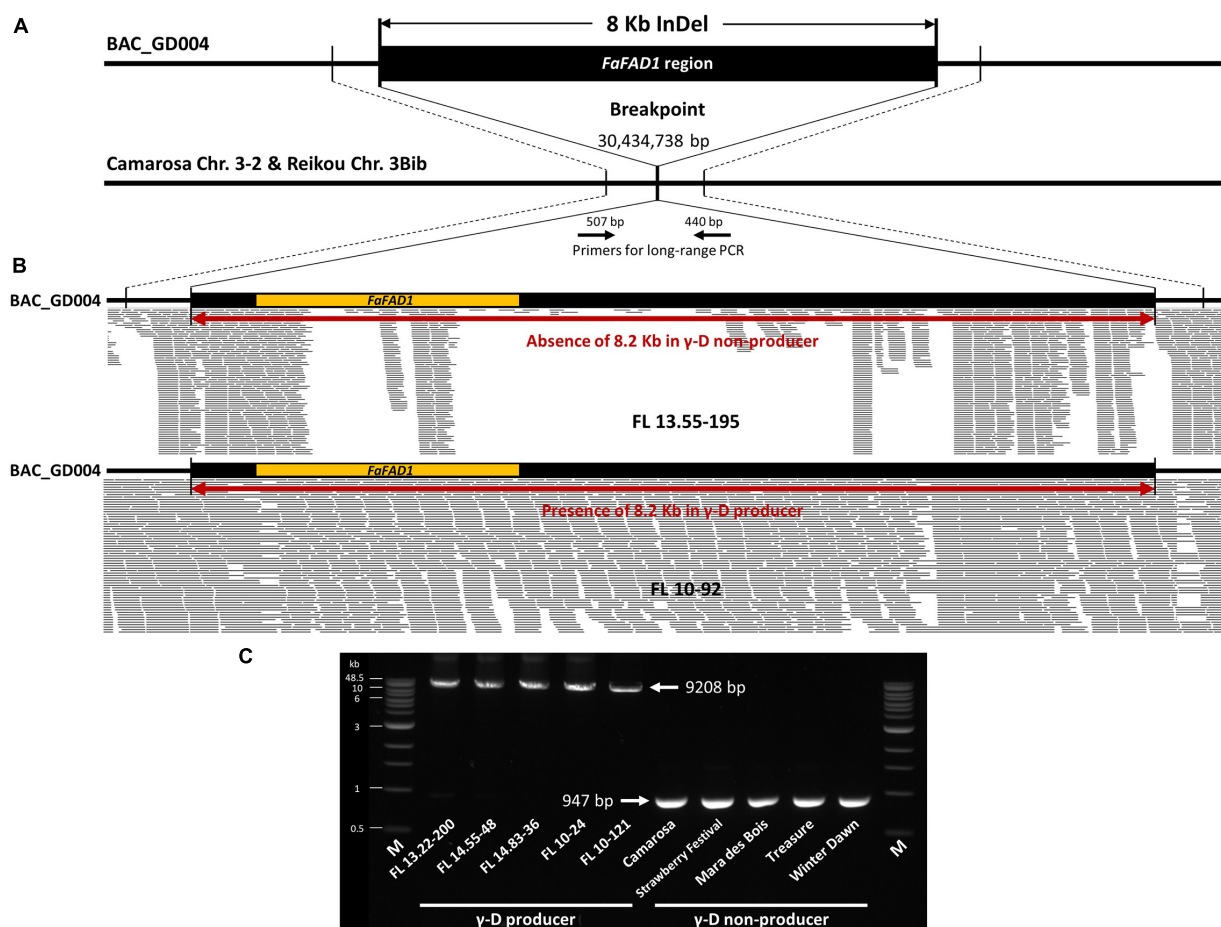 A
8 Kb InDel
BAC_GD004
FaFAD1 region
Breakpoint
30,434,738 bp
Camarosa Chr. 3-2 & Reikou Chr. 3Bib
507 bp
440 bp
Primers for long-range PCR
B
BAC_GD004
FaFAD1
Absence of 8.2 Kb in γ-D non-producer
FL 13.55-195
BAC_GD004
FaFAD1
Presence of 8.2 Kb in γ-D producer
FL 10-92
C
kb
48.5
10
6
3
1
0.5
9208 bp
947 bp
M
FL 13.22-200
FL 14.55-48
FL 14.83-36
FL 10-24
FL 10-121
Camarosa
Strawberry Festival
Mara des Bois
Treasure
Winter Dawn
M
γ-D producer
γ-D non-producer